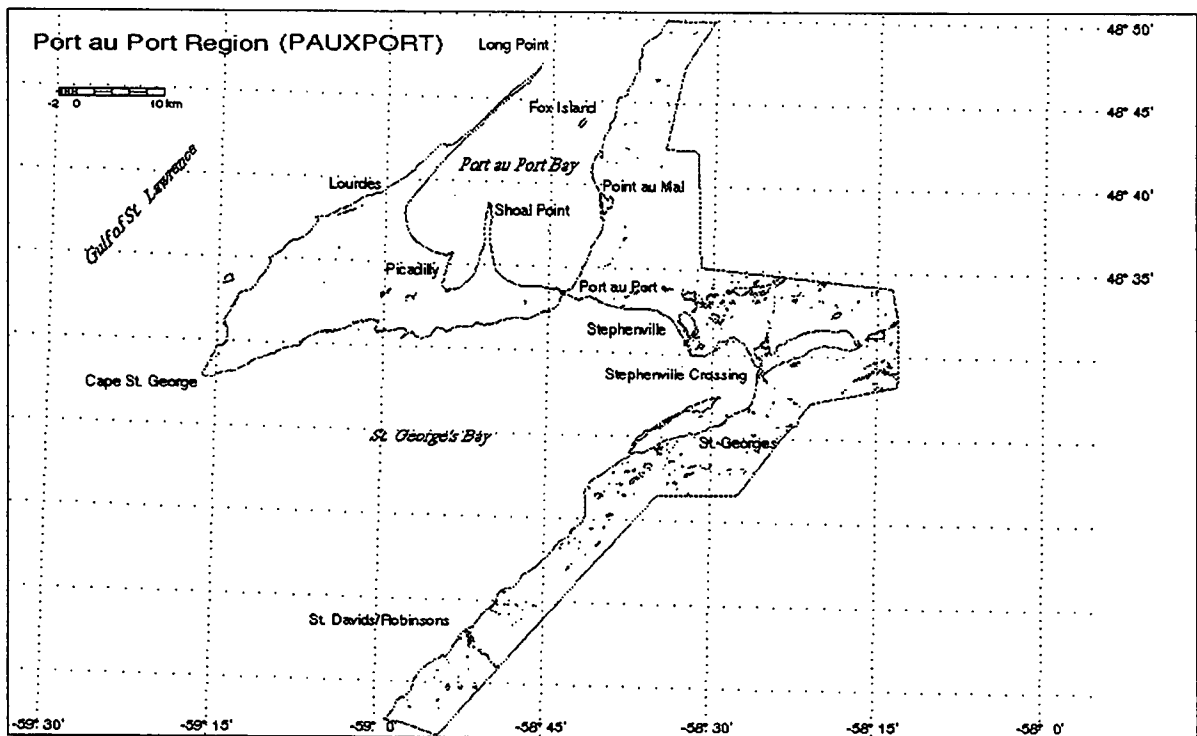 Port au Port Region (PAUXPORT)
Long Point
48° 50'
-2 0 10 km
Fox Island
48° 45'
Gulf of St. Lawrence
Port au Port Bay
Lourdes
Point au Mal
48° 40'
Shoal Point
Picadilly
Port au Port
48° 35'
Stephenville
Cape St. George
Stephenville Crossing
St. George's Bay
St. Georges
St. Davids/Robinsons
-59° 30'
-59° 15'
-59° 0'
-58° 45'
-58° 30'
-58° 15'
-58° 0'